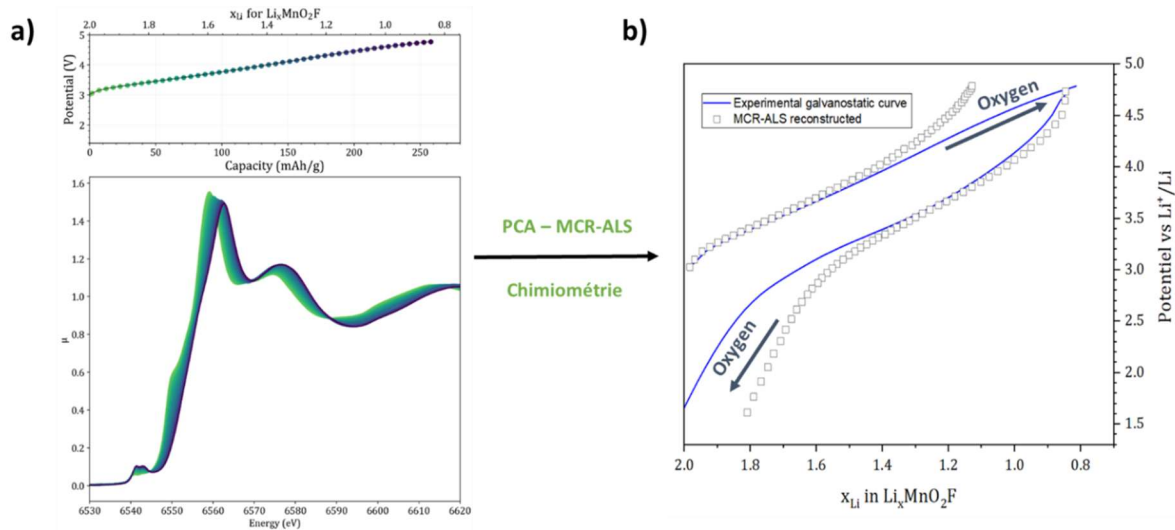 a)
x_Li for Li_xMnO_2F
2.0 1.8 1.6 1.4 1.2 1.0 0.8
Potential (V)
5
4
3
2
0 50 100 150 200 250
Capacity (mAh/g)
μ
1.6
1.4
1.2
1.0
0.8
0.6
0.4
0.2
0.0
6530 6540 6550 6560 6570 6580 6590 6600 6610 6620
Energy (eV)
PCA – MCR-ALS
Chimiométrie
b)
Experimental galvanostatic curve
MCR-ALS reconstructed
Oxygen
Oxygen
5.0
4.5
4.0
3.5
3.0
2.5
2.0
1.5
Potentiel vs Li⁺/Li
2.0 1.8 1.6 1.4 1.2 1.0 0.8
x_Li in Li_xMnO_2F